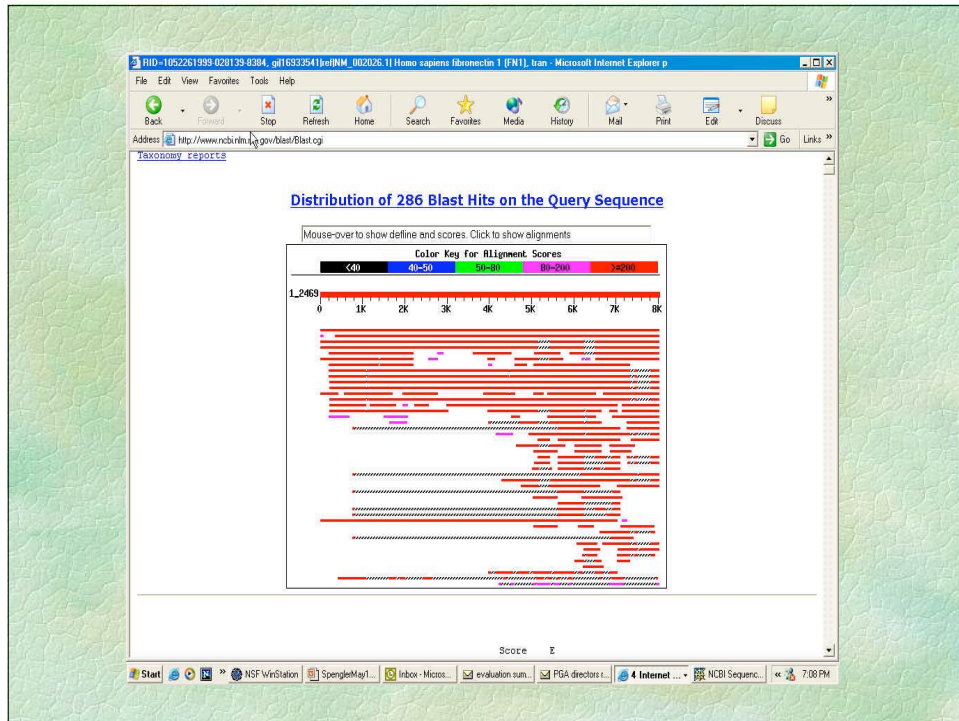 RID=1052261999-028139-8384, gi|16933541|ref|NM_002026.1| Homo sapiens fibronectin 1 (FN1), tran - Microsoft Internet Explorer p
File Edit View Favorites Tools Help
Back Forward Stop Refresh Home Search Favorites Media History Mail Print Edit Discuss
Address http://www.ncbi.nlm.gov/blast/Blast.cgi Go Links
Taxonomy reports
Distribution of 286 Blast Hits on the Query Sequence
Mouse-over to show defline and scores. Click to show alignments
Color Key for Alignment Scores
<40 40-50 50-80 80-200 >=200
1_2469
0 1K 2K 3K 4K 5K 6K 7K 8K
Score E
Start NSF WinStation SpenglerMay1... Inbox - Micros... evaluation sum... PGA directors r... 4 Internet ... NCBI Sequenc... 7:08 PM